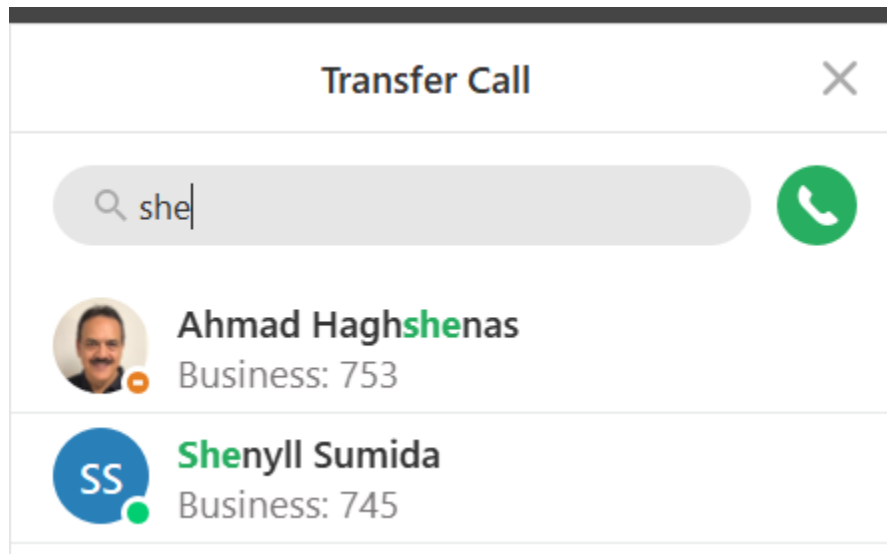 Transfer Call
she
Ahmad Haghshenas
Business: 753
SS
Shenyll Sumida
Business: 745